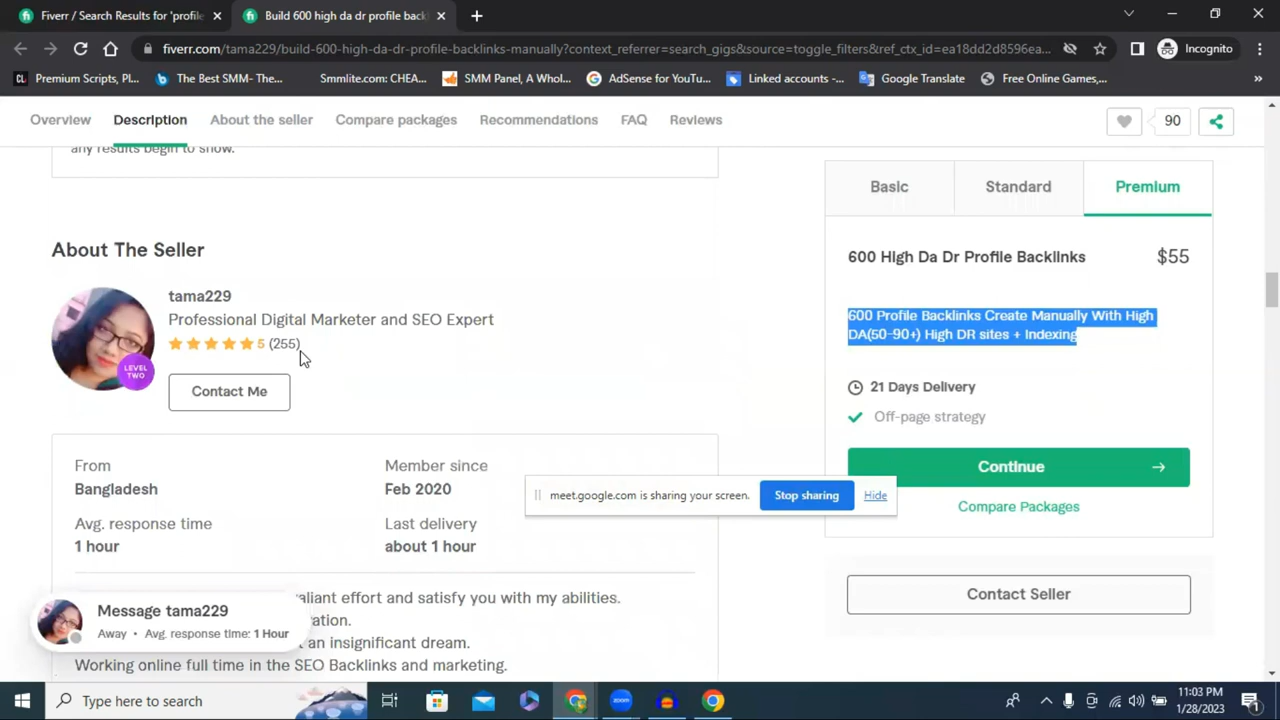 Fiverr / Search Results for 'profile
Build 600 high da dr profile back
fiverr.com/tama229/build-600-high-da-dr-profile-backlinks-manually?context_referrer=search_gigs&source=toggle_filters&ref_ctx_id=ea18dd2d8596ea...
Incognito
CL
Premium Scripts, Pl...
The Best SMM- The...
Smmlite.com: CHEA...
SMM Panel, A Whol...
AdSense for YouTu...
Linked accounts -...
Google Translate
Free Online Games,...
Overview
Description
About the seller
Compare packages
Recommendations
FAQ
Reviews
90
any results begin to show.
Basic
Standard
Premium
About The Seller
600 High Da Dr Profile Backlinks
$55
tama229
Professional Digital Marketer and SEO Expert
5 (255)
LEVEL
TWO
Contact Me
600 Profile Backlinks Create Manually With High
DA(50-90+) High DR sites + Indexing
21 Days Delivery
Off-page strategy
Continue
Compare Packages
From
Bangladesh
Member since
Feb 2020
Avg. response time
1 hour
Last delivery
about 1 hour
meet.google.com is sharing your screen.
Stop sharing
Hide
Contact Seller
valiant effort and satisfy you with my abilities.
an insignificant dream.
Working online full time in the SEO Backlinks and marketing.
Message tama229
Away • Avg. response time: 1 Hour
Type here to search
zoom
11:03 PM
1/28/2023
1